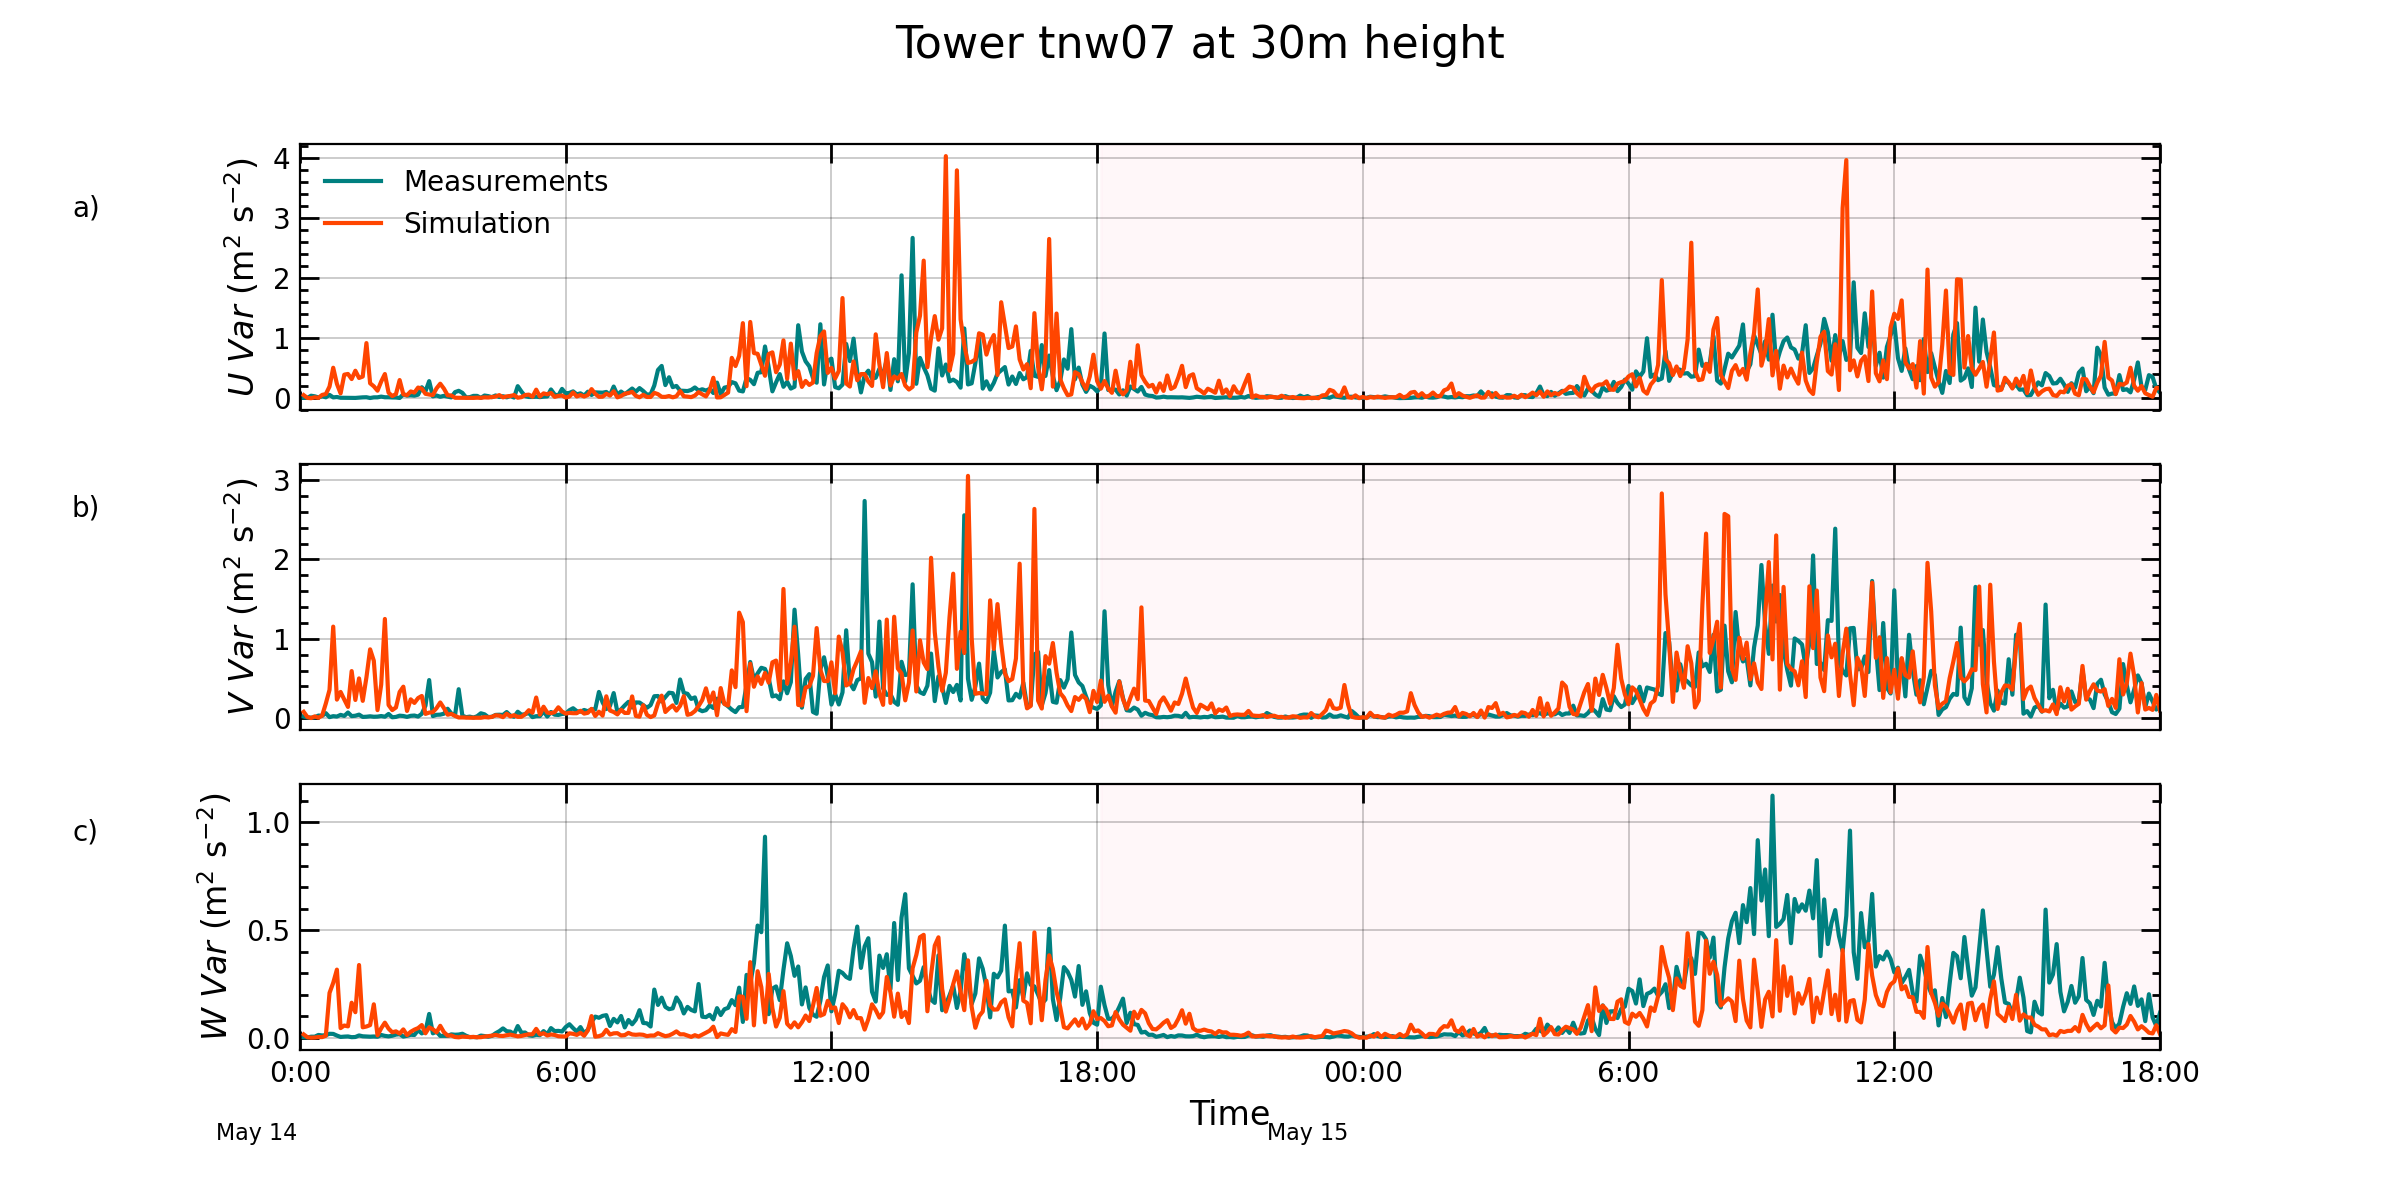 Tower tnw07 at 30m height
a)
U Var (m² s⁻²)
4
3
2
1
0
Measurements
Simulation
b)
V Var (m² s⁻²)
3
2
1
0
c)
W Var (m² s⁻²)
1.0
0.5
0.0
0:00 6:00 12:00 18:00 00:00 6:00 12:00 18:00
Time
May 14 May 15